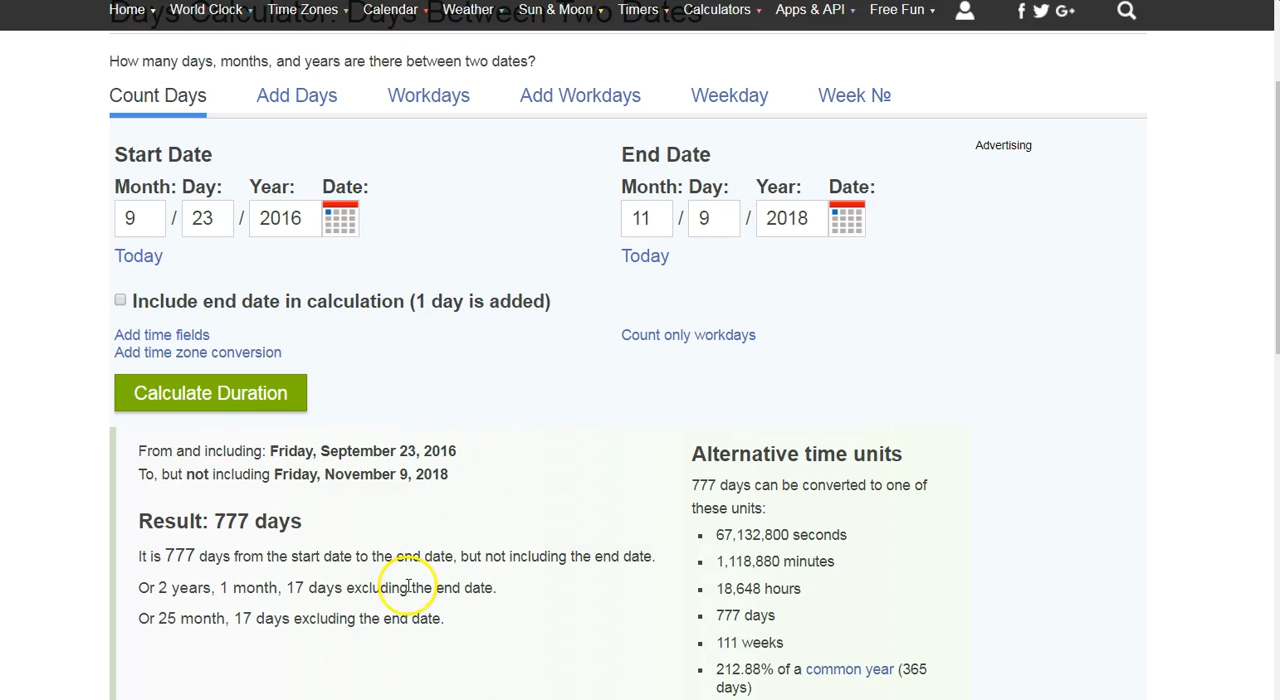 Home World Clock Time Zones Calendar Weather Sun & Moon Timers Calculators Apps & API Free Fun
Days Calculator: Days Between Two Dates
How many days, months, and years are there between two dates?
Count Days Add Days Workdays Add Workdays Weekday Week №
Advertising
Start Date
Month: Day: Year: Date:
9 / 23 / 2016
Today
End Date
Month: Day: Year: Date:
11 / 9 / 2018
Today
Include end date in calculation (1 day is added)
Add time fields
Add time zone conversion
Count only workdays
Calculate Duration
From and including: Friday, September 23, 2016
To, but not including Friday, November 9, 2018
Result: 777 days
It is 777 days from the start date to the end date, but not including the end date.
Or 2 years, 1 month, 17 days excluding the end date.
Or 25 month, 17 days excluding the end date.
Alternative time units
777 days can be converted to one of
these units:
67,132,800 seconds
1,118,880 minutes
18,648 hours
777 days
111 weeks
212.88% of a common year (365
days)